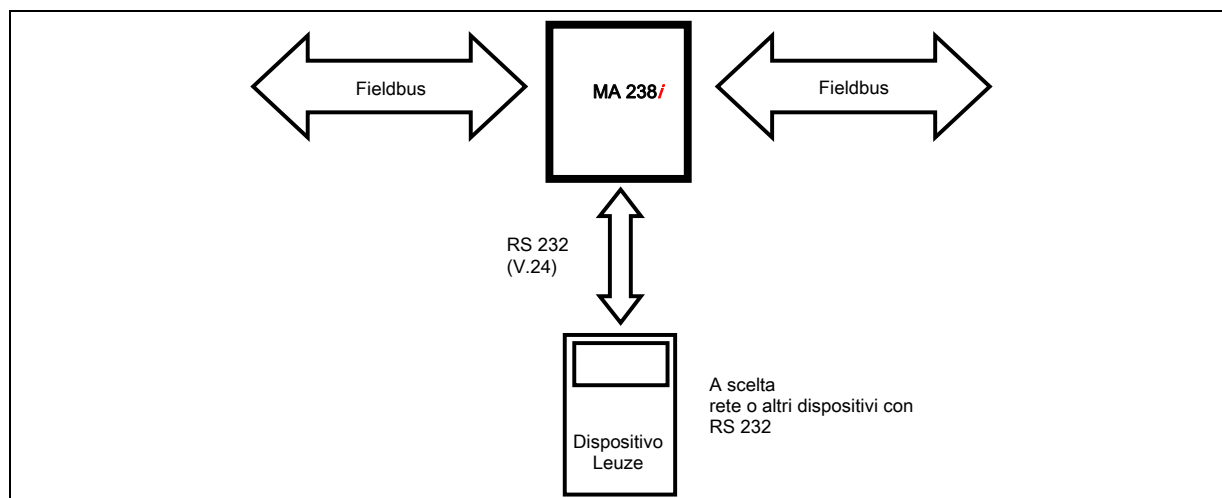 Fieldbus
MA 238i
Fieldbus
RS 232
(V.24)
A scelta
rete o altri dispositivi con
RS 232
Dispositivo
Leuze